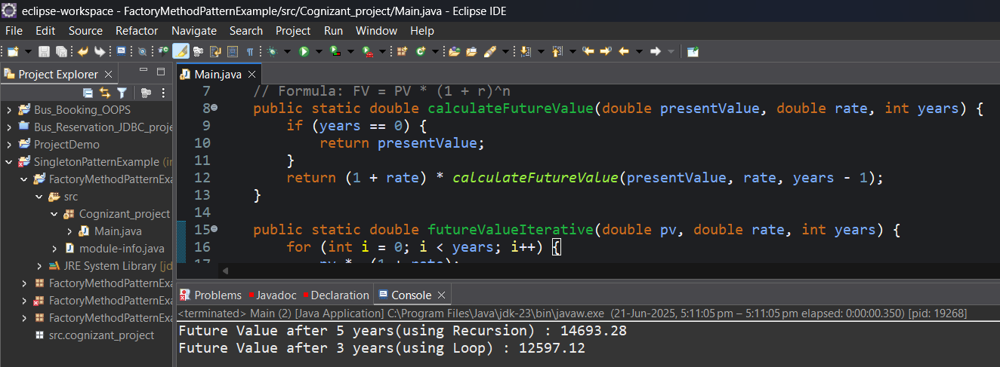 eclipse-workspace - FactoryMethodPatternExample/src/Cognizant_project/Main.java - Eclipse IDE
File Edit Source Refactor Navigate Search Project Run Window Help
Project Explorer
Bus_Booking_OOPS
Bus_Reservation_JDBC_proje
ProjectDemo
SingletonPatternExample (in
FactoryMethodPatternExa
src
Cognizant_project
Main.java
module-info.java
JRE System Library [jd
FactoryMethodPatternExa
FactoryMethodPatternExa
FactoryMethodPatternExa
src.cognizant_project
Main.java
7 // Formula: FV = PV * (1 + r)^n
8 public static double calculateFutureValue(double presentValue, double rate, int years) {
9 if (years == 0) {
10 return presentValue;
11 }
12 return (1 + rate) * calculateFutureValue(presentValue, rate, years - 1);
13 }
14
15 public static double futureValueIterative(double pv, double rate, int years) {
16 for (int i = 0; i < years; i++) {
Problems Javadoc Declaration Console
<terminated> Main (2) [Java Application] C:\Program Files\Java\jdk-23\bin\javaw.exe (21-Jun-2025, 5:11:05 pm – 5:11:05 pm elapsed: 0:00:00.350) [pid: 19268]
Future Value after 5 years(using Recursion) : 14693.28
Future Value after 3 years(using Loop) : 12597.12